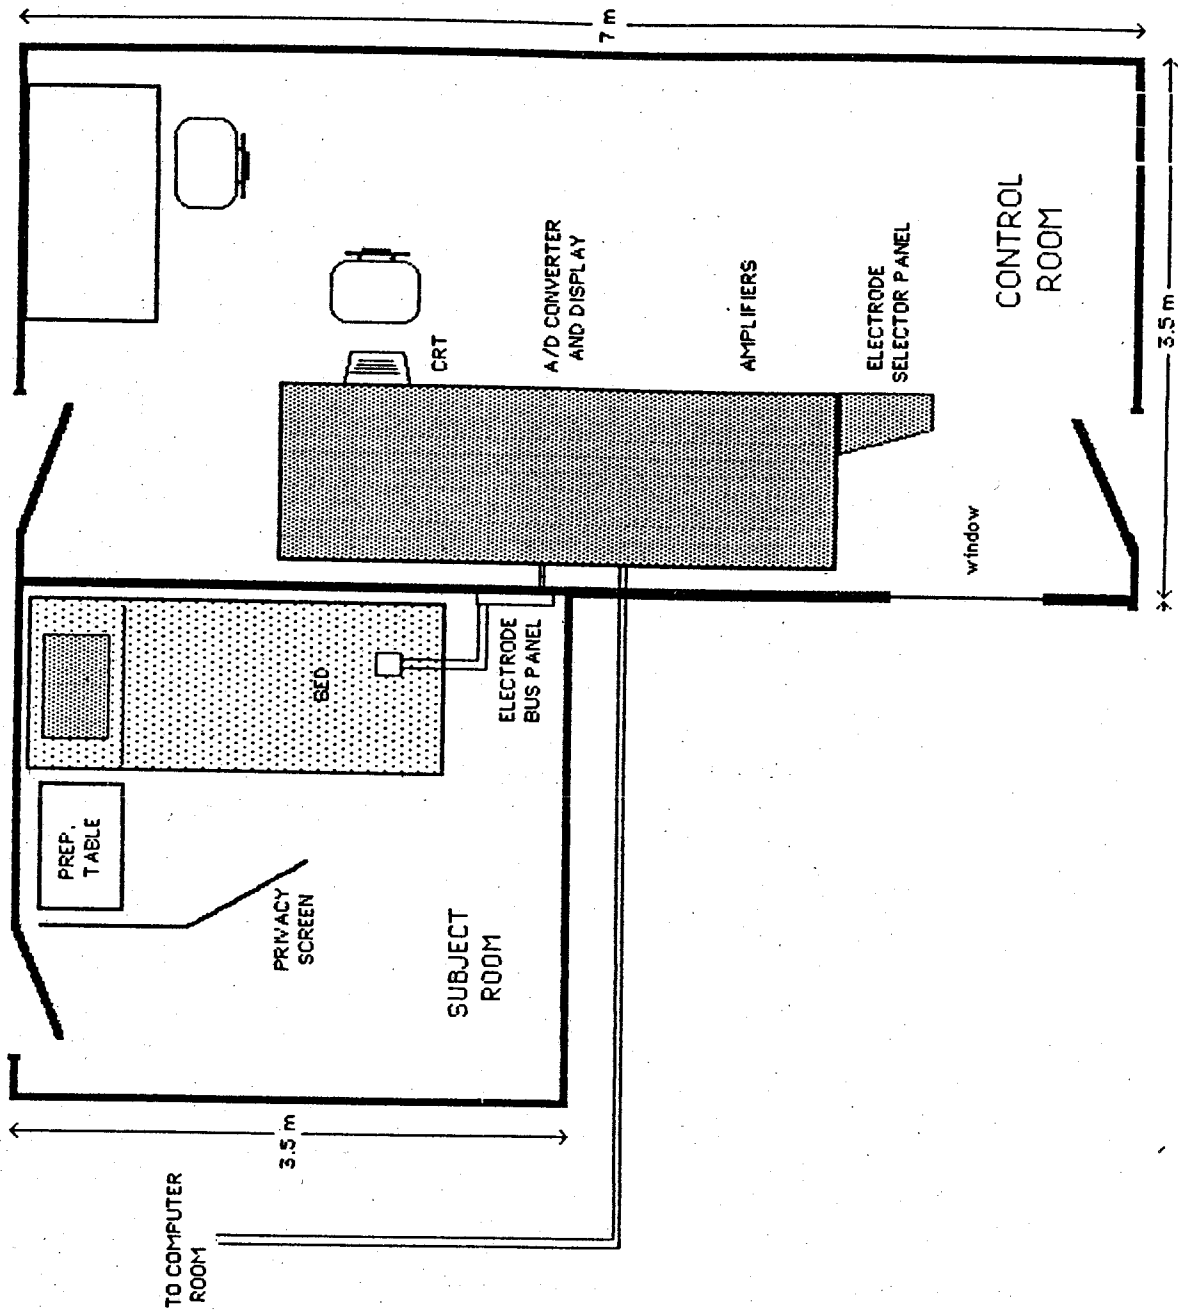 TO COMPUTER
ROOM
3.5 m
SUBJECT
ROOM
PRIVACY
SCREEN
PREP.
TABLE
BED
ELECTRODE
BUS PANEL
window
CRT
A/D CONVERTER
AND DISPLAY
AMPLIFIERS
ELECTRODE
SELECTOR PANEL
CONTROL
ROOM
3.5 m
7 m